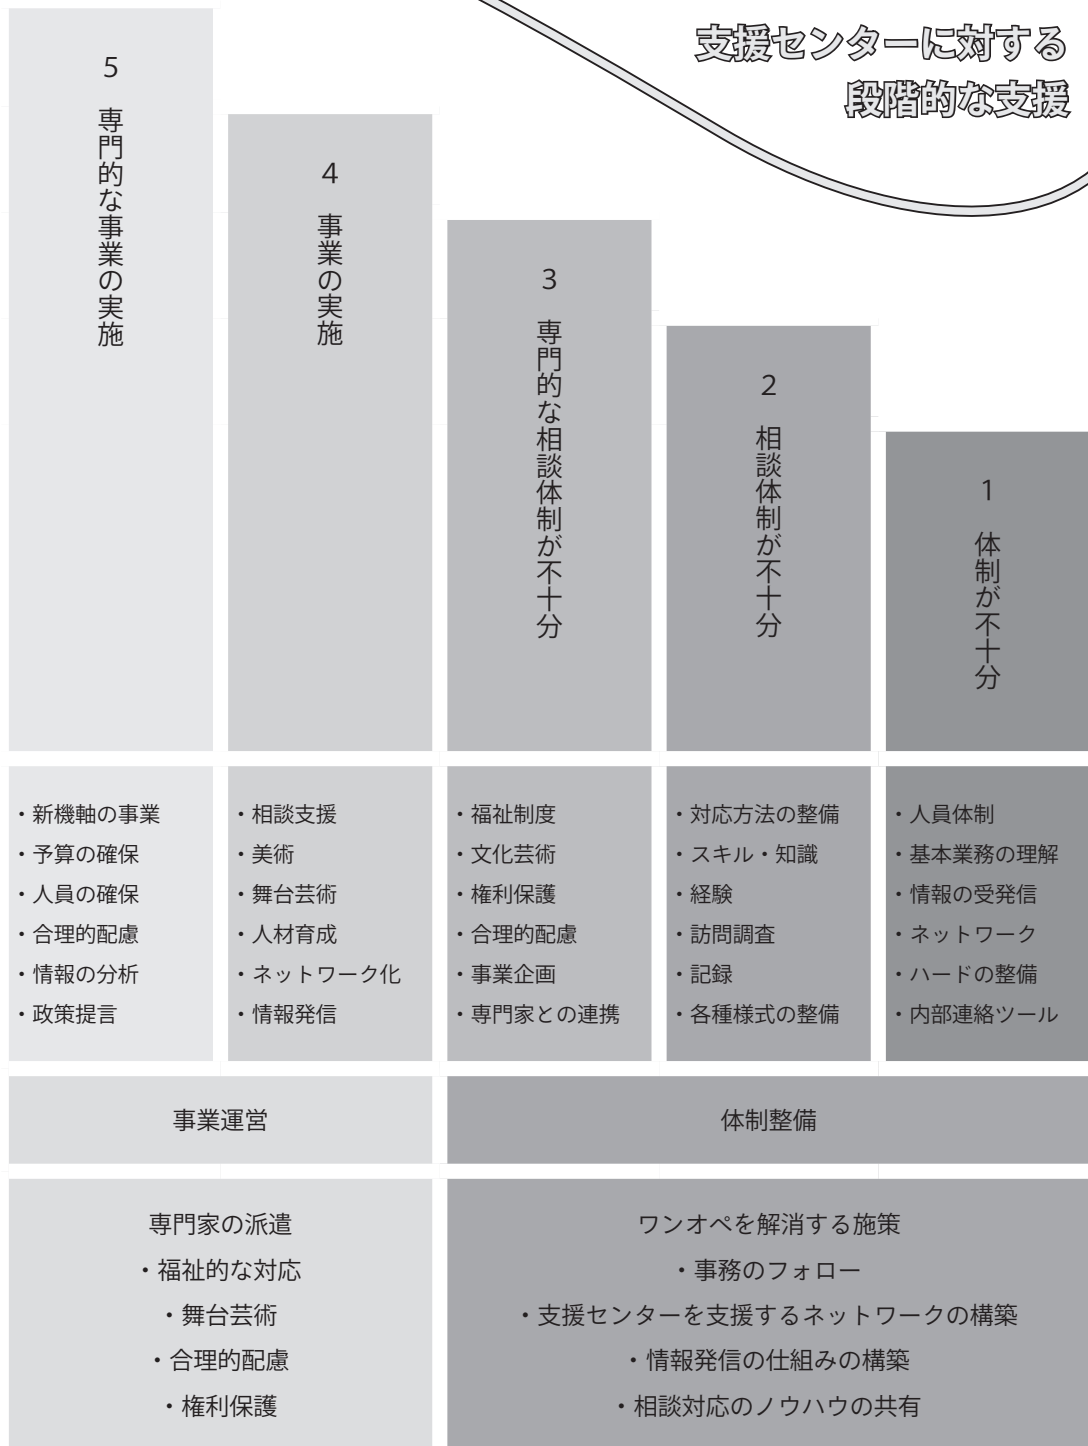 支援センターに対する
段階的な支援
5 専門的な事業の実施
4 事業の実施
3 専門的な相談体制が不十分
2 相談体制が不十分
1 体制が不十分
・新機軸の事業
・予算の確保
・人員の確保
・合理的配慮
・情報の分析
・政策提言
・相談支援
・美術
・舞台芸術
・人材育成
・ネットワーク化
・情報発信
・福祉制度
・文化芸術
・権利保護
・合理的配慮
・事業企画
・専門家との連携
・対応方法の整備
・スキル・知識
・経験
・訪問調査
・記録
・各種様式の整備
・人員体制
・基本業務の理解
・情報の受発信
・ネットワーク
・ハードの整備
・内部連絡ツール
事業運営
体制整備
専門家の派遣
・福祉的な対応
・舞台芸術
・合理的配慮
・権利保護
ワンオペを解消する施策
・事務のフォロー
・支援センターを支援するネットワークの構築
・情報発信の仕組みの構築
・相談対応のノウハウの共有